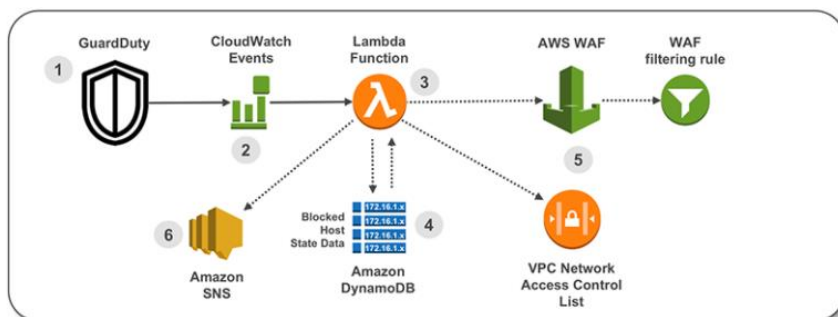 GuardDuty
CloudWatch
Events
Lambda
Function
AWS WAF
WAF
filtering rule
1
2
3
5
172.16.1.x
172.16.1.x
172.16.1.x
172.16.1.x
Blocked
Host
State Data
4
6
Amazon
SNS
Amazon
DynamoDB
VPC Network
Access Control
List